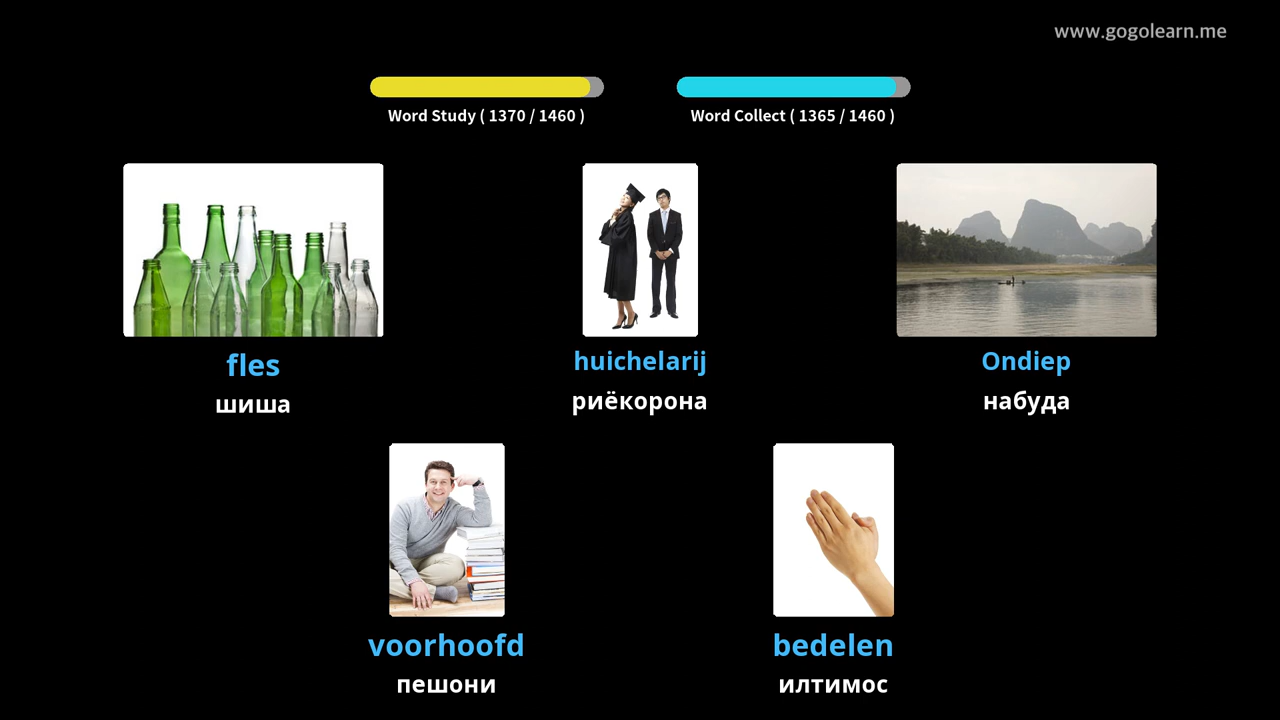 www.gogolearn.me
Word Study ( 1370 / 1460 )
Word Collect ( 1365 / 1460 )
fles
шиша
huichelarij
риёкорона
Ondiep
набуда
voorhoofd
пешони
bedelen
илтимос